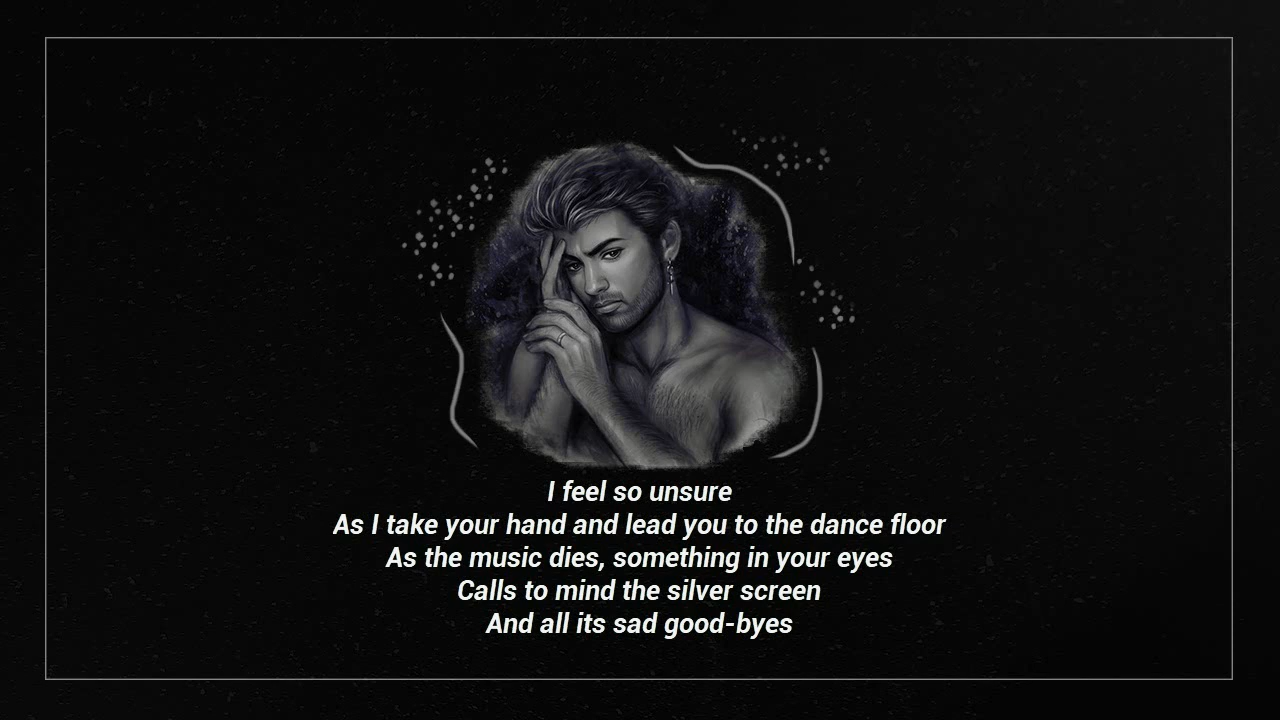 I feel so unsure
As I take your hand and lead you to the dance floor
As the music dies, something in your eyes
Calls to mind the silver screen
And all its sad good-byes